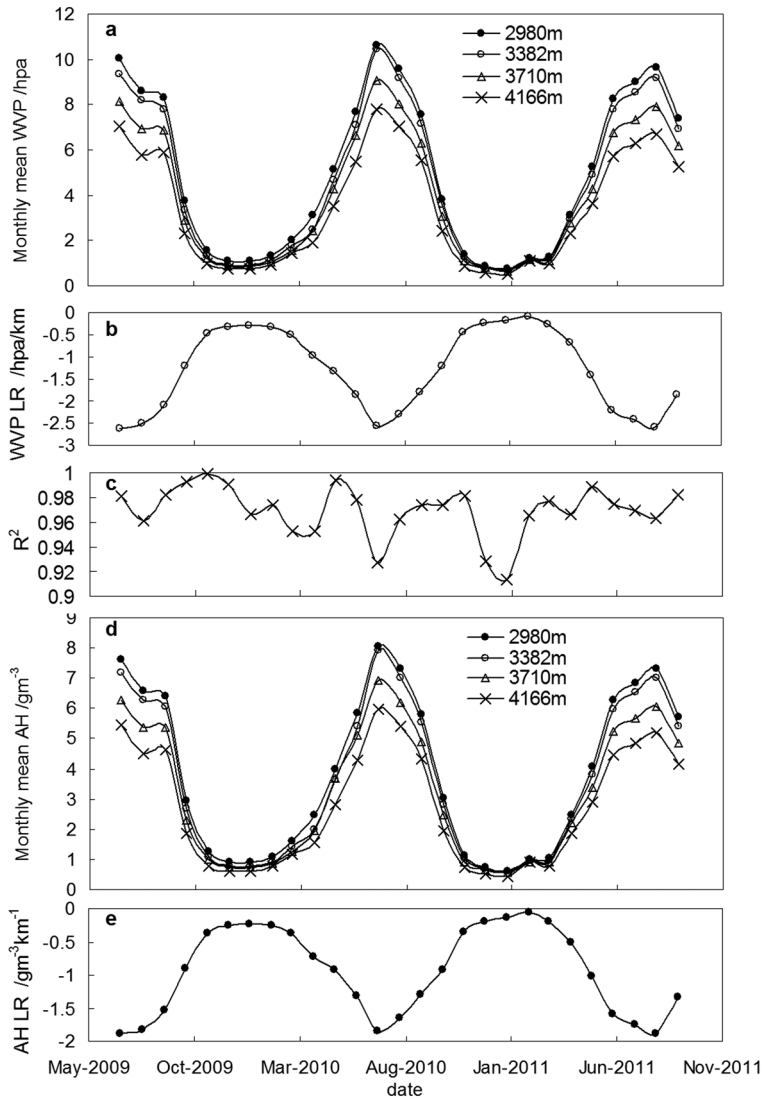 a
12
10
8
6
4
2
0
Monthly mean WVP /hpa
2980m
3382m
3710m
4166m
b
0
-0.5
-1
-1.5
-2
-2.5
-3
WVP LR /hpa/km
c
1
0.98
0.96
0.94
0.92
0.9
R²
d
9
8
7
6
5
4
3
2
1
0
Monthly mean AH /gm⁻³
2980m
3382m
3710m
4166m
e
0
-0.5
-1
-1.5
-2
AH LR /gm⁻³km⁻¹
May-2009 Oct-2009 Mar-2010 Aug-2010 Jan-2011 Jun-2011 Nov-2011
date